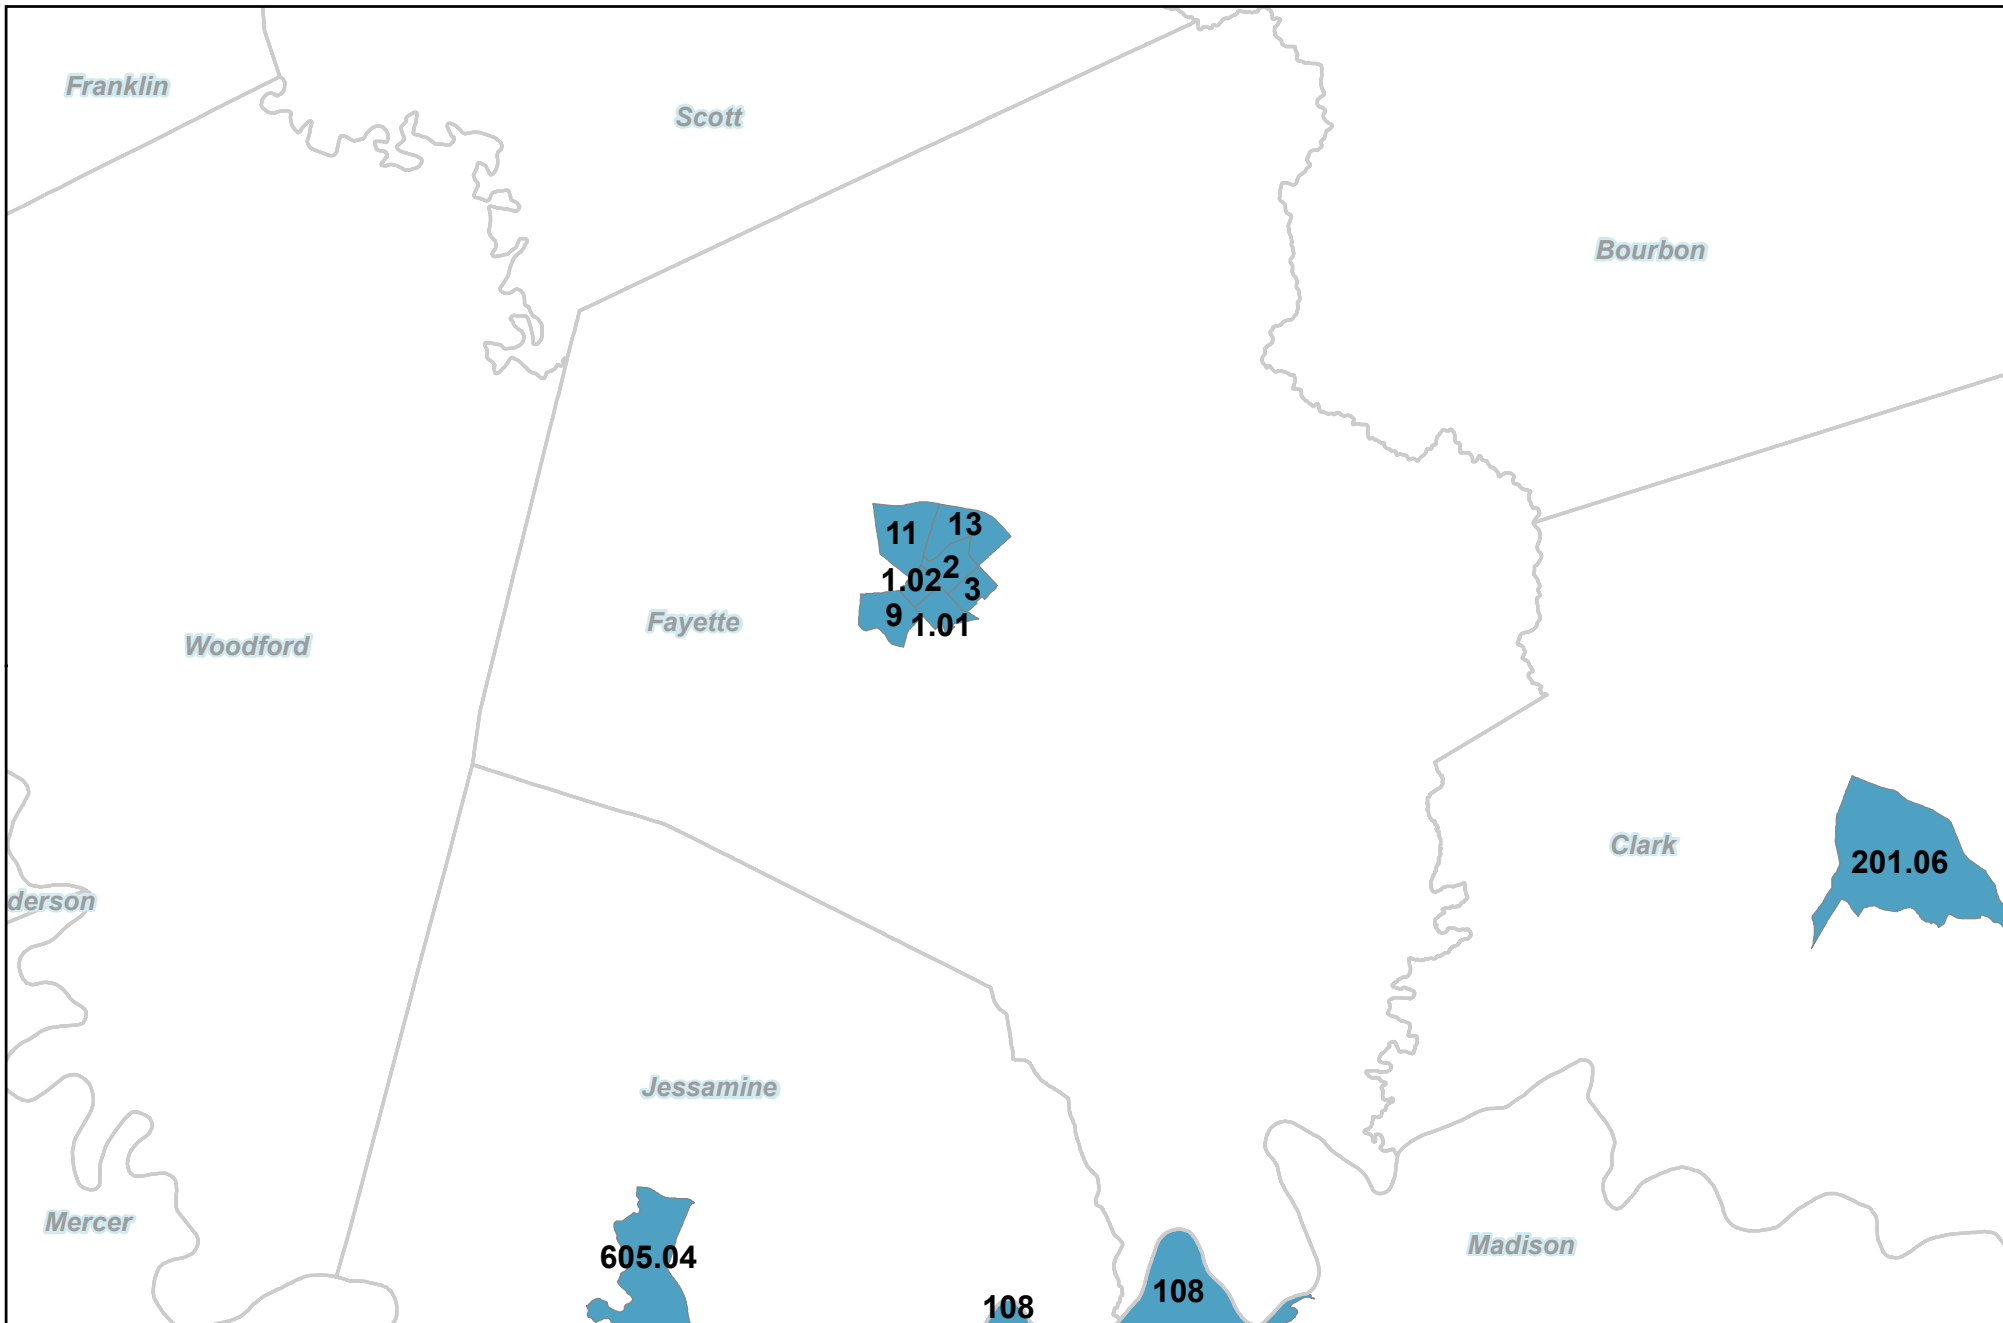 Franklin
Scott
Bourbon
11
13
2
1.02
3
9
1.01
Fayette
Woodford
Clark
201.06
derson
Jessamine
Mercer
Madison
605.04
108
108